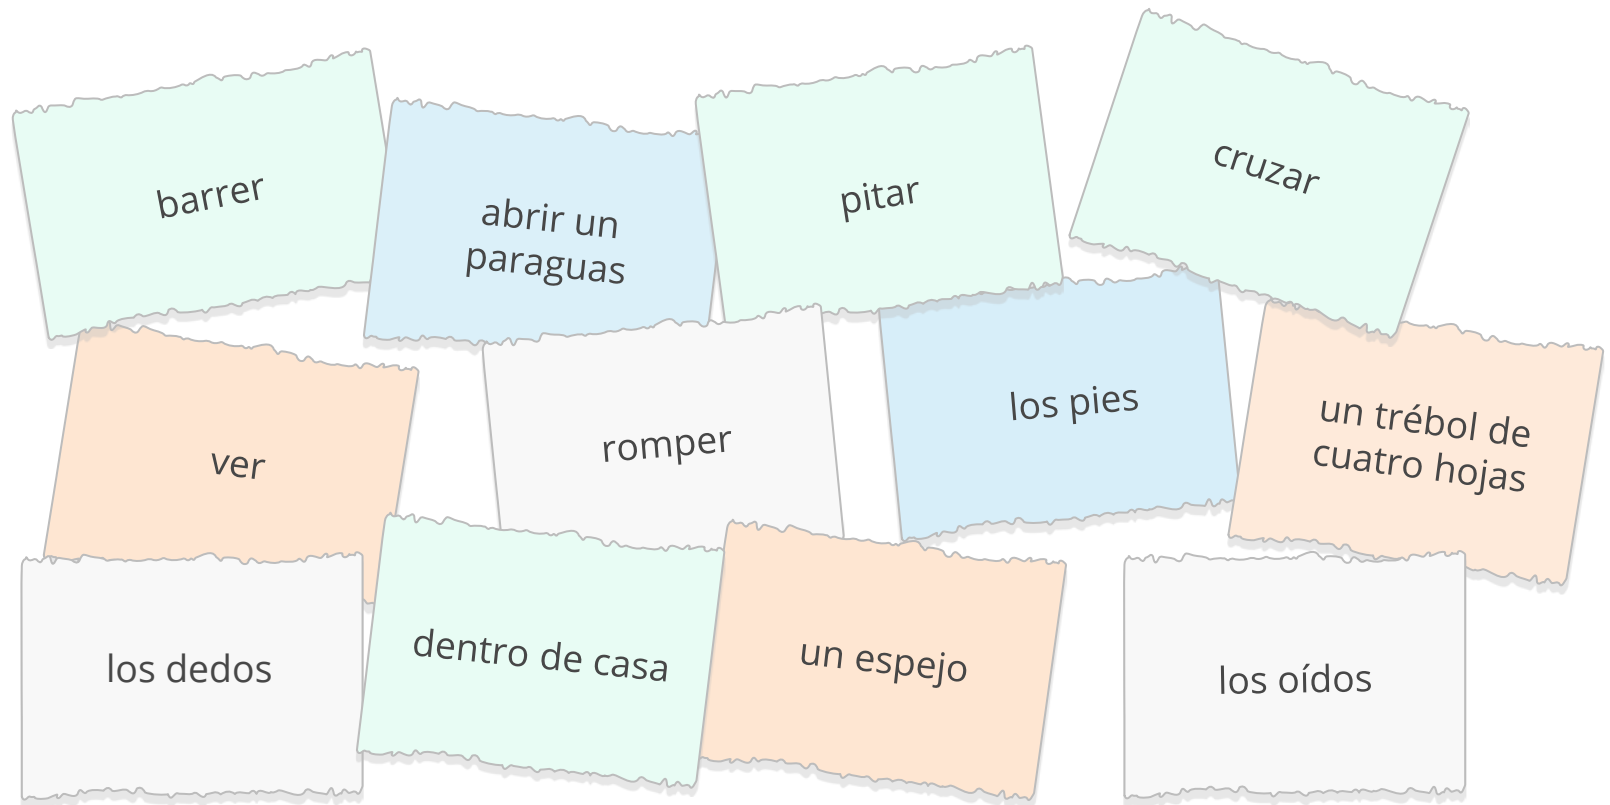 barrer
abrir un
paraguas
pitar
cruzar
ver
romper
los pies
un trébol de
cuatro hojas
los dedos
dentro de casa
un espejo
los oídos